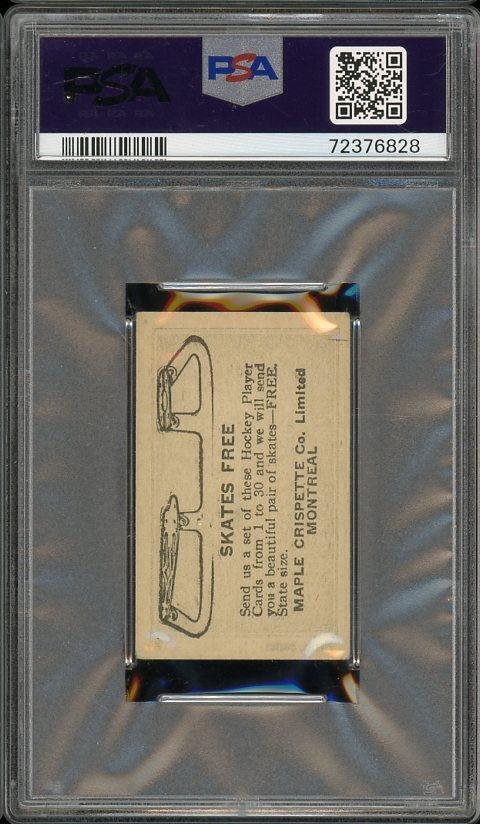 PSA
PSA
72376828
SKATES FREE
Send us a set of these Hockey Player
Cards from 1 to 30 and we will send
you a beautiful pair of skates—FREE.
State size.
MAPLE CRISPETTE Co. Limited
MONTREAL